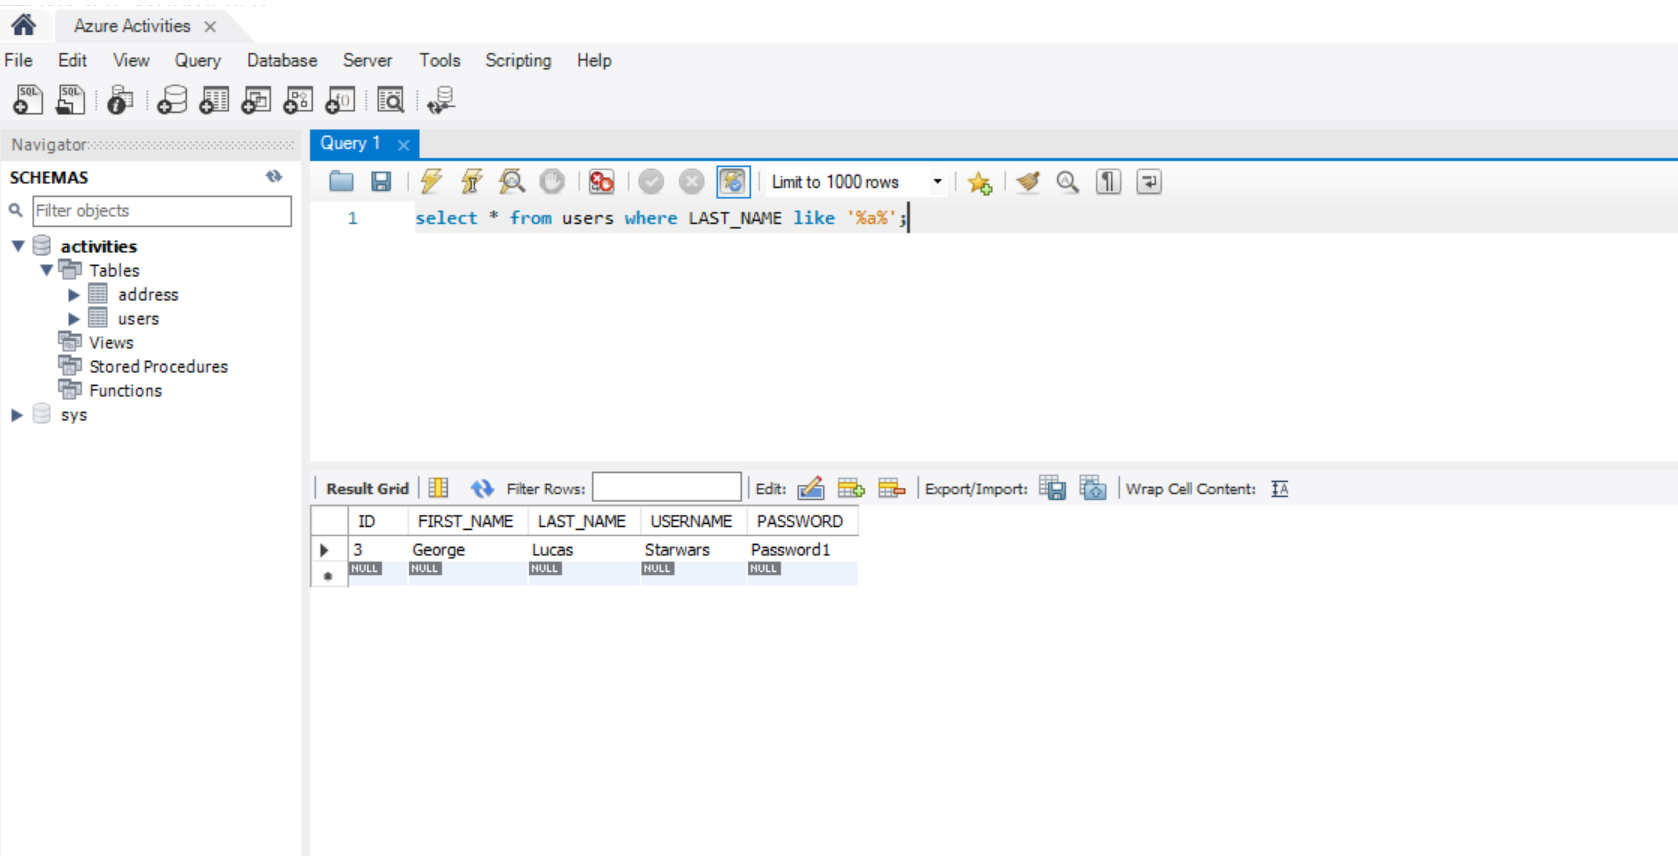 Azure Activities
File Edit View Query Database Server Tools Scripting Help
SQL SQL
Navigator
Query 1
SCHEMAS
Limit to 1000 rows
Filter objects
1 select * from users where LAST_NAME like '%a%';
activities
Tables
address
users
Views
Stored Procedures
Functions
sys
Result Grid Filter Rows: Edit: Export/Import: Wrap Cell Content: IA
ID FIRST_NAME LAST_NAME USERNAME PASSWORD
3 George Lucas Starwars Password1
NULL NULL NULL NULL NULL